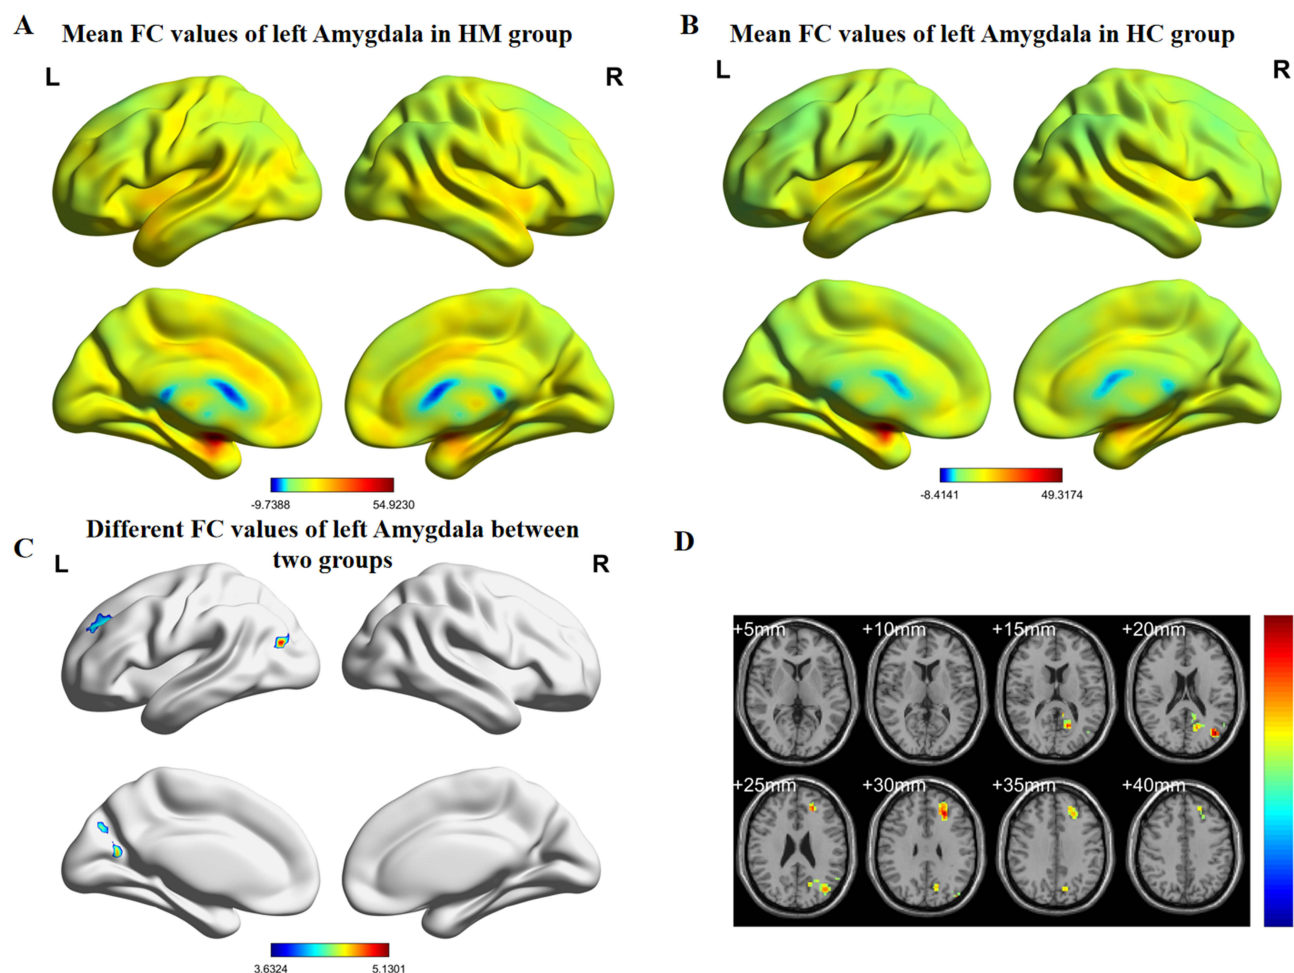 A
Mean FC values of left Amygdala in HM group
L
R
-9.7388
54.9230
B
Mean FC values of left Amygdala in HC group
L
R
-8.4141
49.3174
C
Different FC values of left Amygdala between
two groups
L
R
3.6324
5.1301
D
+5mm
+10mm
+15mm
+20mm
+25mm
+30mm
+35mm
+40mm